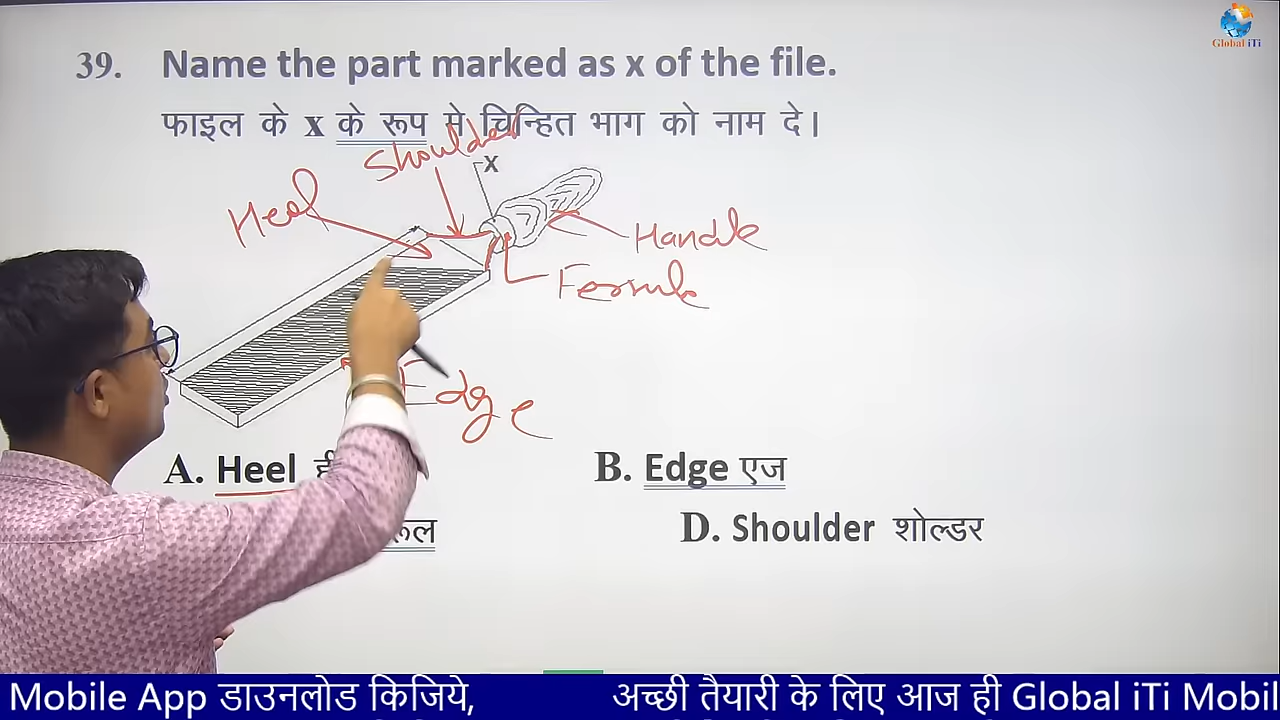 Global iTi
39. Name the part marked as x of the file.
फाइल के x के रूप मे चिन्हित भाग को नाम दे।
Shoulder
X
Heel
Handle
Ferrule
Edge
A. Heel
B. Edge एज
D. Shoulder शोल्डर
Mobile App डाउनलोड किजिये, अच्छी तैयारी के लिए आज ही Global iTi Mobil